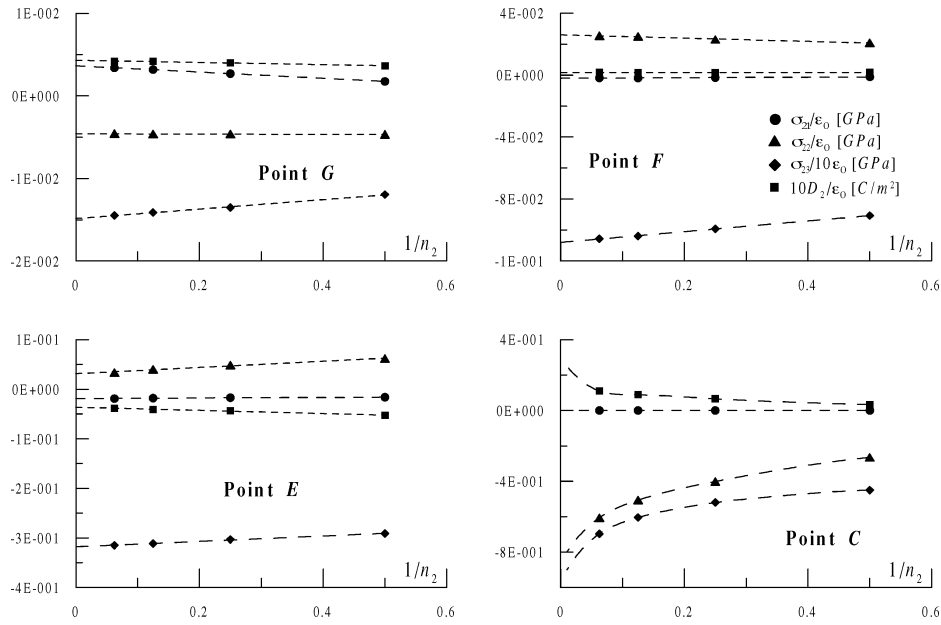 1E-002
0E+000
-1E-002
-2E-002
Point G
1/n2
0 0.2 0.4 0.6
4E-002
0E+000
-4E-002
-8E-002
-1E-001
Point F
σ21/ε0 [GPa]
σ22/ε0 [GPa]
σ23/10ε0 [GPa]
10D2/ε0 [C/m²]
1/n2
0 0.2 0.4 0.6
1E-001
0E+000
-1E-001
-2E-001
-3E-001
-4E-001
Point E
1/n2
0 0.2 0.4 0.6
4E-001
0E+000
-4E-001
-8E-001
Point C
1/n2
0 0.2 0.4 0.6